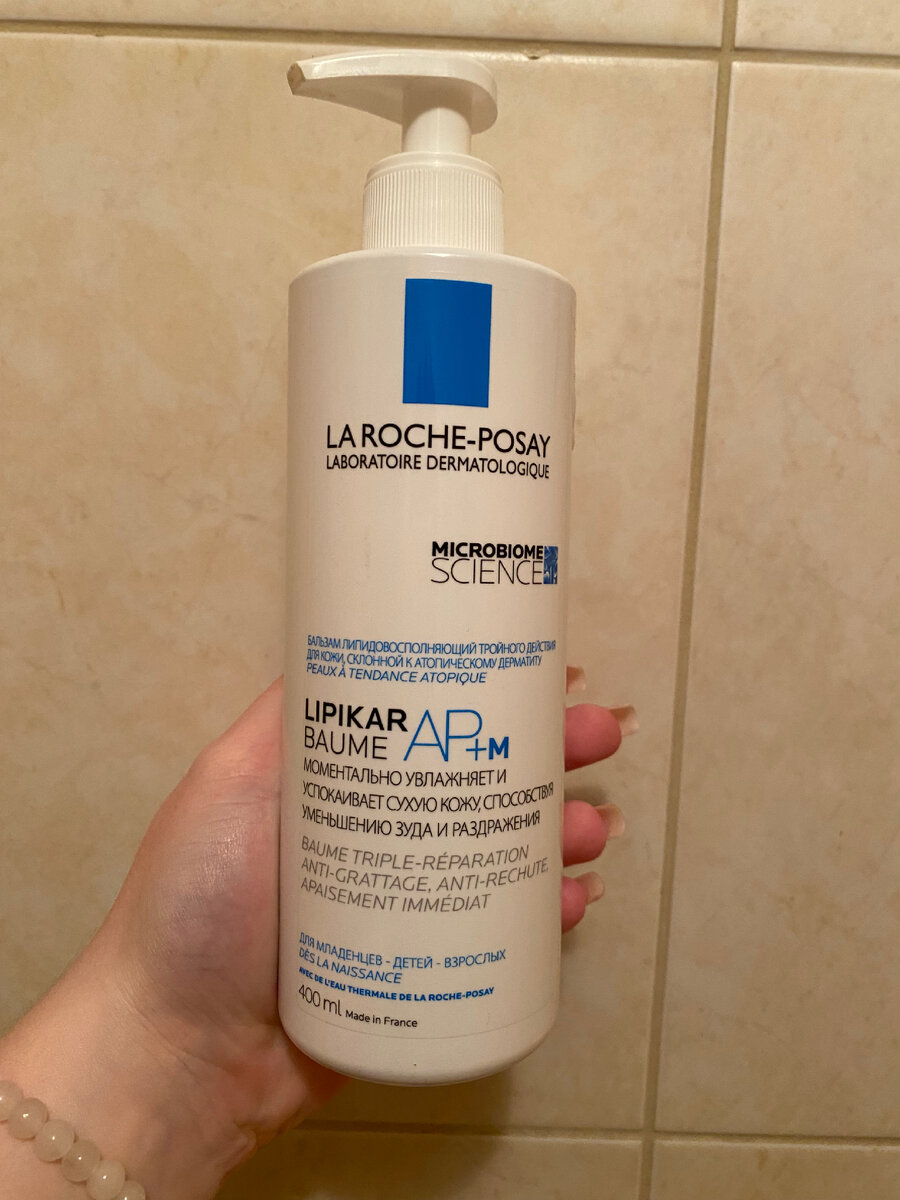 LA ROCHE-POSAY
LABORATOIRE DERMATOLOGIQUE
MICROBIOME
SCIENCE
БАЛЬЗАМ ЛИПИДОВОСПОЛНЯЮЩИЙ ТРОЙНОГО ДЕЙСТВИЯ
ДЛЯ КОЖИ, СКЛОННОЙ К АТОПИЧЕСКОМУ ДЕРМАТИТУ
PEAUX À TENDANCE ATOPIQUE
LIPIKAR
BAUME AP+M
МОМЕНТАЛЬНО УВЛАЖНЯЕТ И
УСПОКАИВАЕТ СУХУЮ КОЖУ, СПОСОБСТВУЯ
УМЕНЬШЕНИЮ ЗУДА И РАЗДРАЖЕНИЯ
BAUME TRIPLE-RÉPARATION
ANTI-GRATTAGE, ANTI-RECHUTE,
APAISEMENT IMMÉDIAT
ДЛЯ МЛАДЕНЦЕВ - ДЕТЕЙ - ВЗРОСЛЫХ
DÈS LA NAISSANCE
AVEC DE L'EAU THERMALE DE LA ROCHE-POSAY
400 ml Made in France